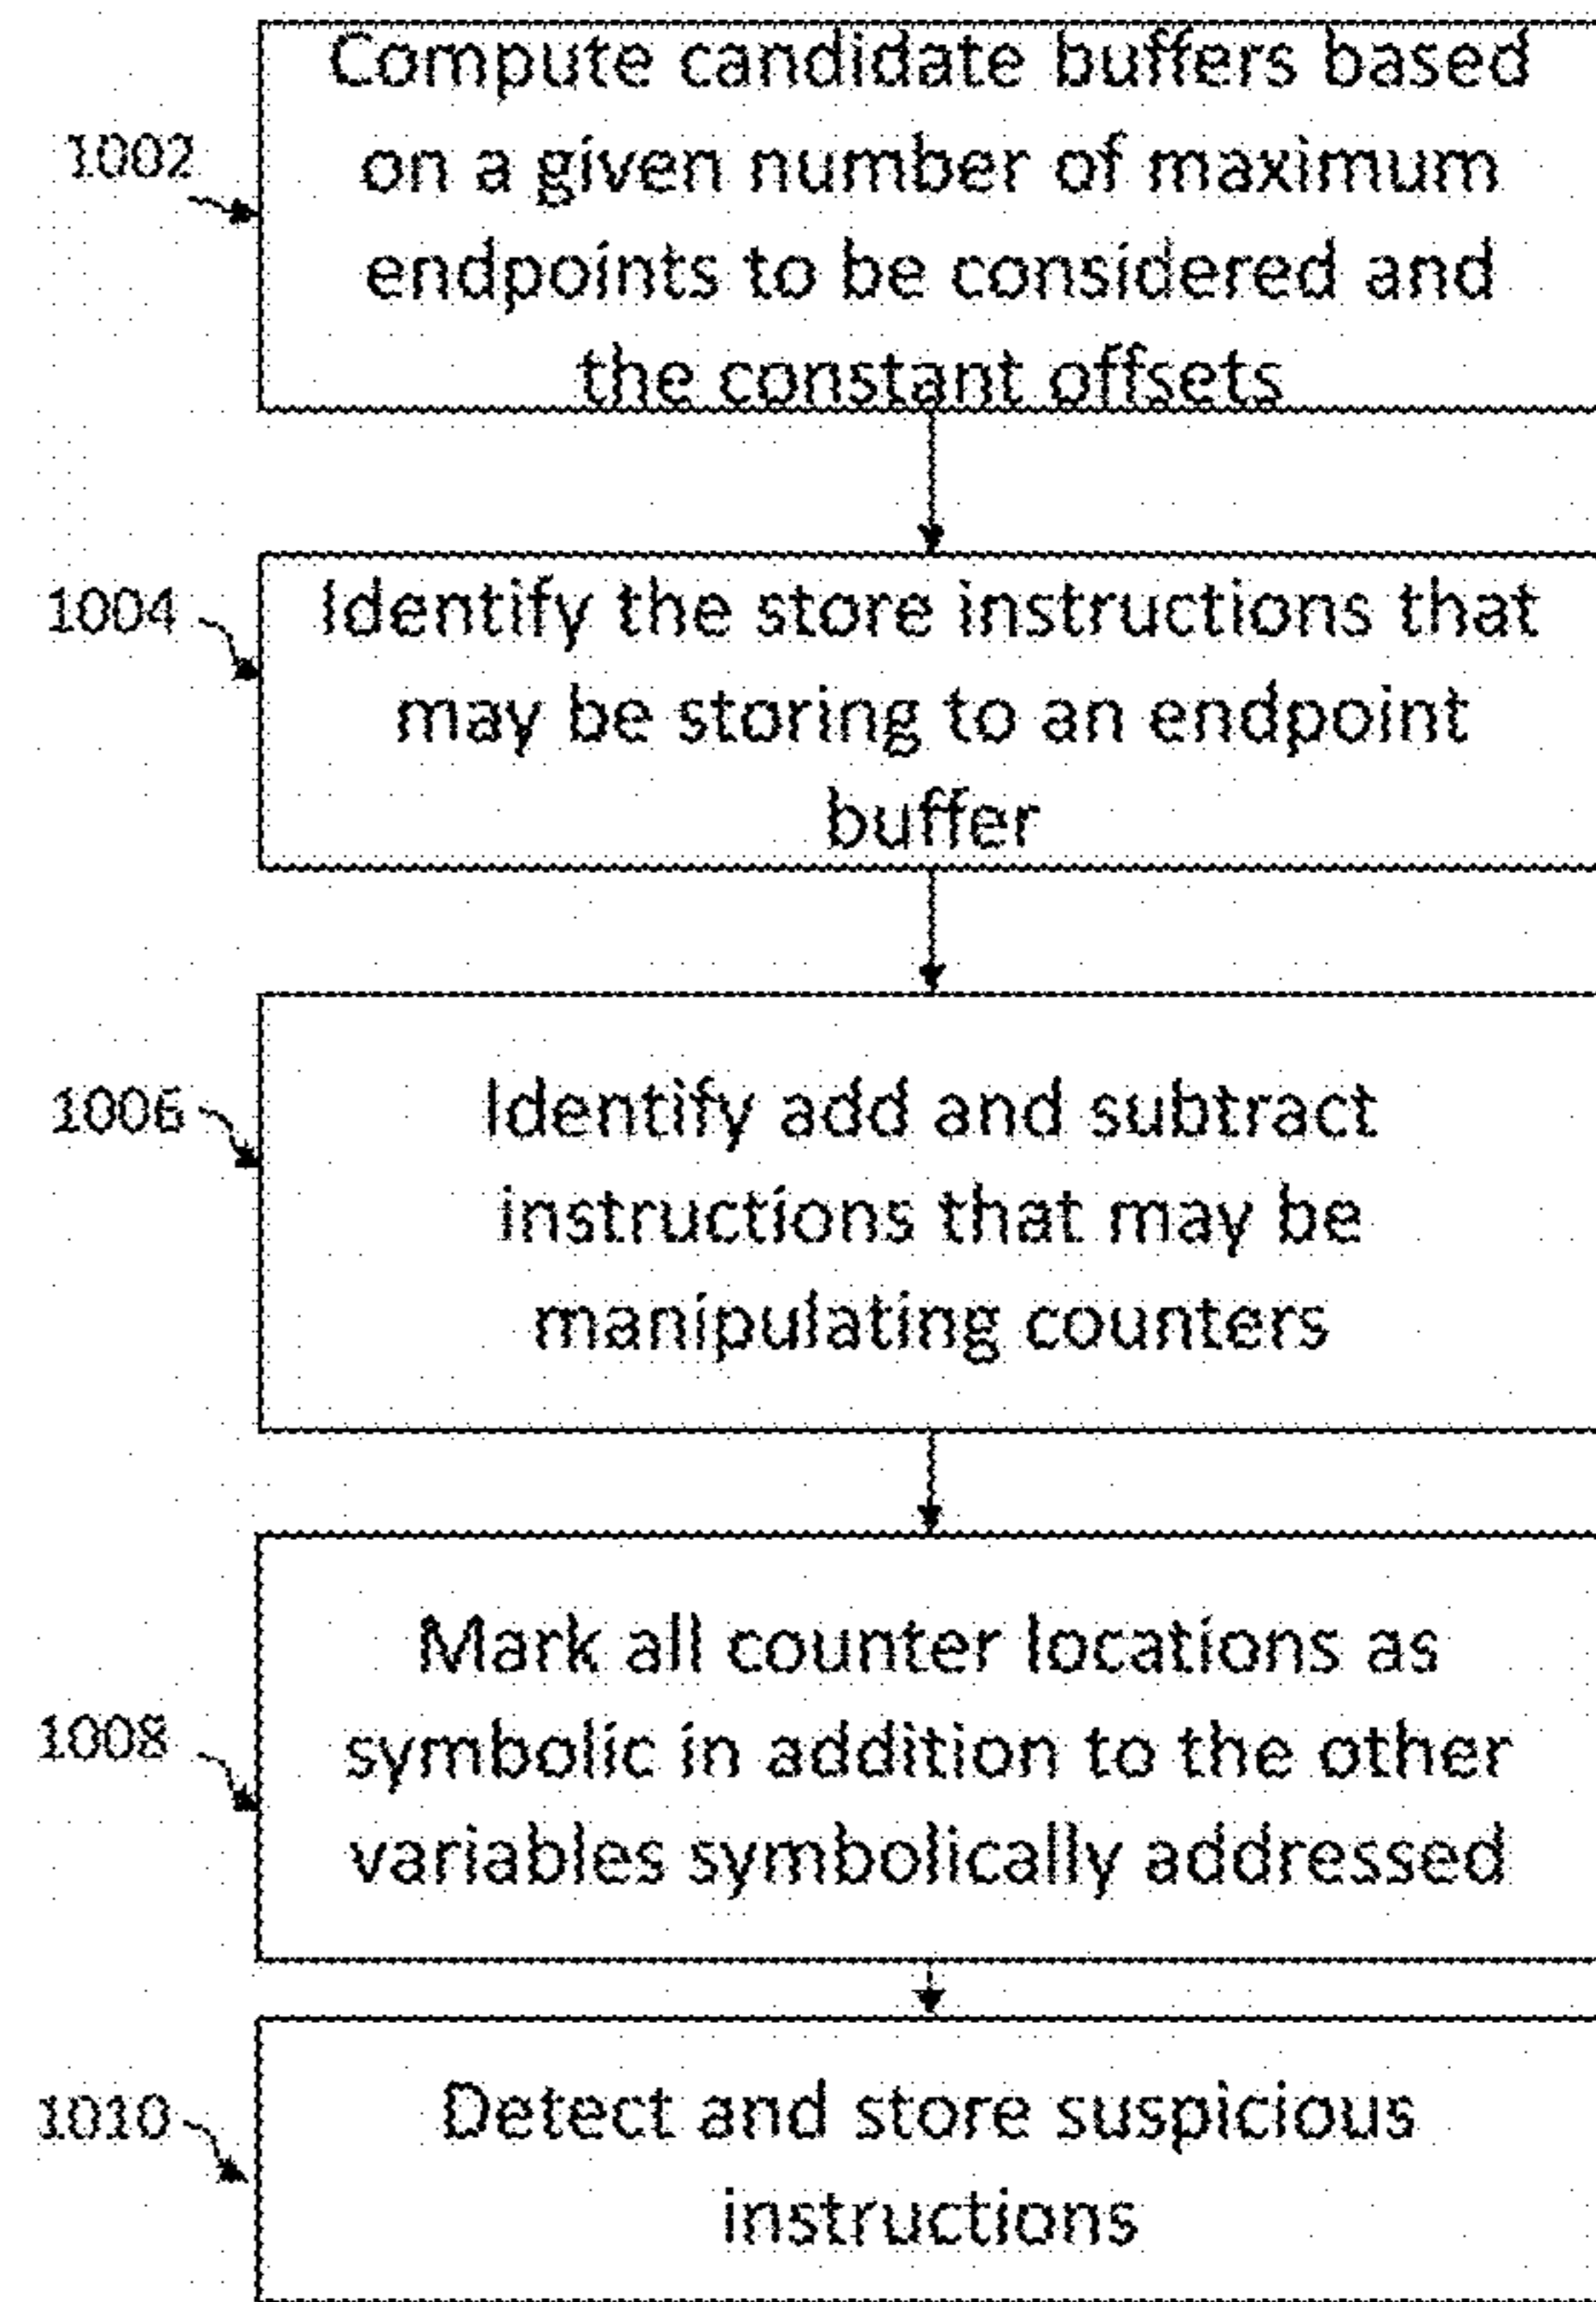 Compute candidate buffers based
1002
on a given number of maximum
endpoints to be considered and
the constant offsets
1004
Identify the store instructions that
may be storing to an endpoint
buffer
1006
Identify add and subtract
instructions that may be
manipulating counters
Mark all counter locations as
1008
symbolic in addition to the other
variables symbolically addressed
1010
Detect and store suspicious
instructions